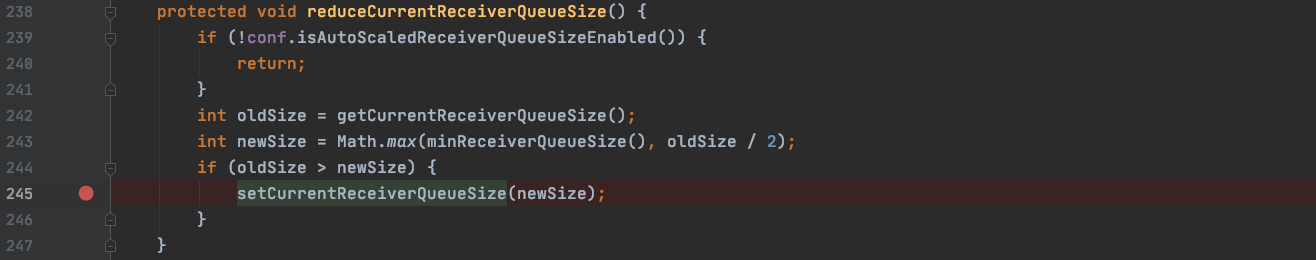 238 protected void reduceCurrentReceiverQueueSize() {
239 if (!conf.isAutoScaledReceiverQueueSizeEnabled()) {
240 return;
241 }
242 int oldSize = getCurrentReceiverQueueSize();
243 int newSize = Math.max(minReceiverQueueSize(), oldSize / 2);
244 if (oldSize > newSize) {
245 setCurrentReceiverQueueSize(newSize);
246 }
247 }